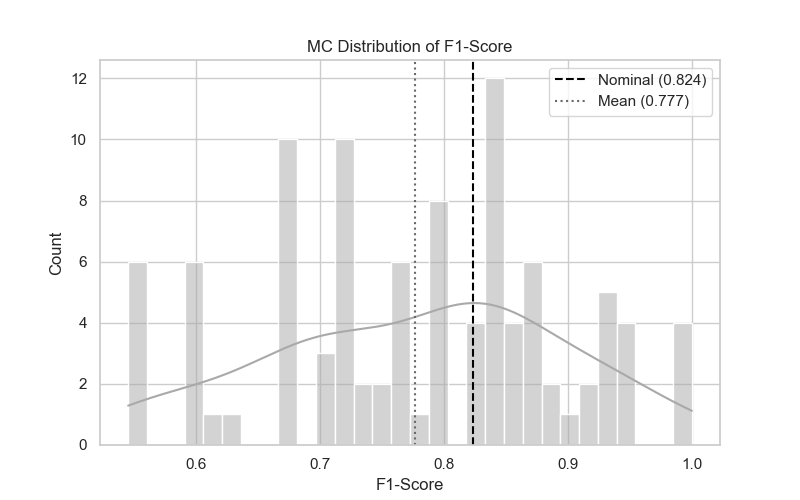 MC Distribution of F1-Score
Nominal (0.824)
Mean (0.777)
Count
12
10
8
6
4
2
0
0.6 0.7 0.8 0.9 1.0
F1-Score